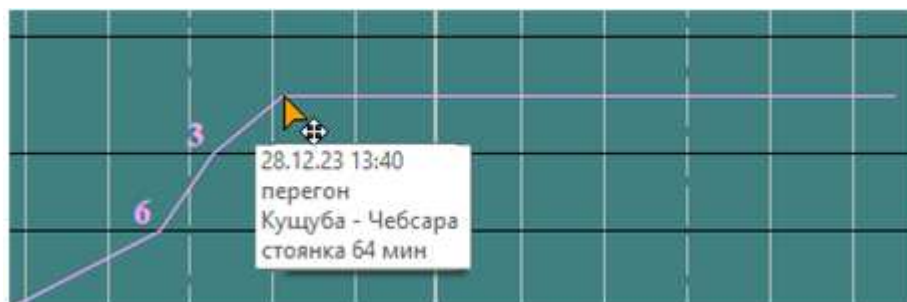 3
28.12.23 13:40
перегон
Кущуба - Чебсара
стоянка 64 мин
6